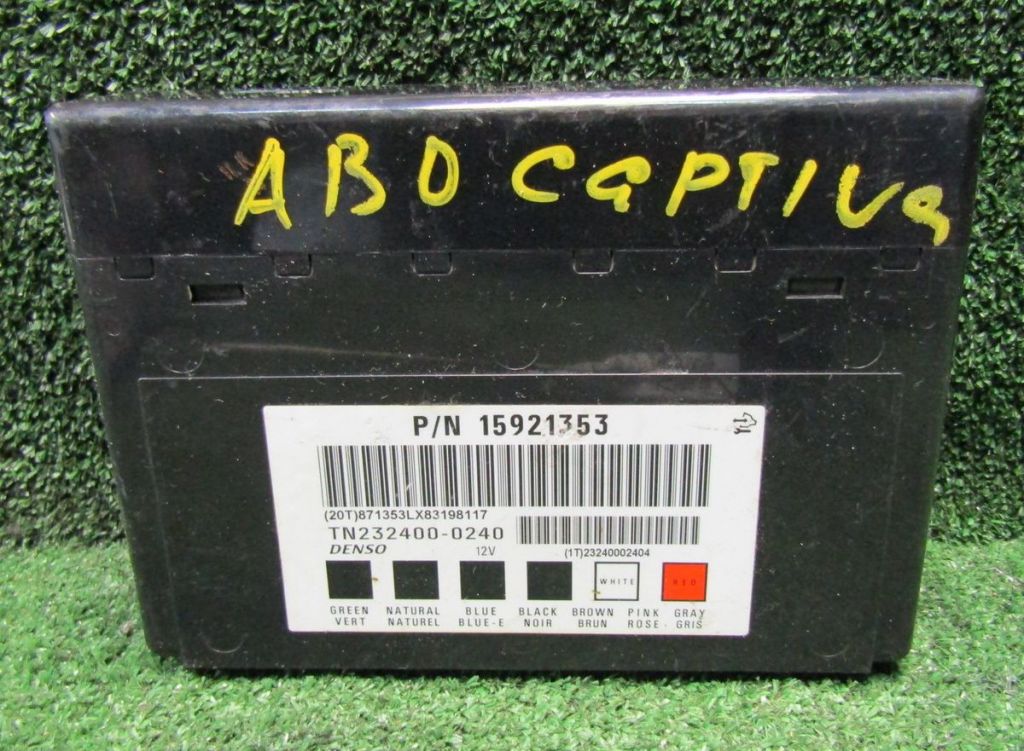 ABO CaPTIVa
P/N 15921353
(20T)871353LX83198117
TN232400-0240
DENSO 12V (1T)23240002404
WHITE RED
GREEN NATURAL BLUE BLACK BROWN PINK GRAY
VERT NATUREL BLUE-E NOIR BRUN ROSE· GRIS